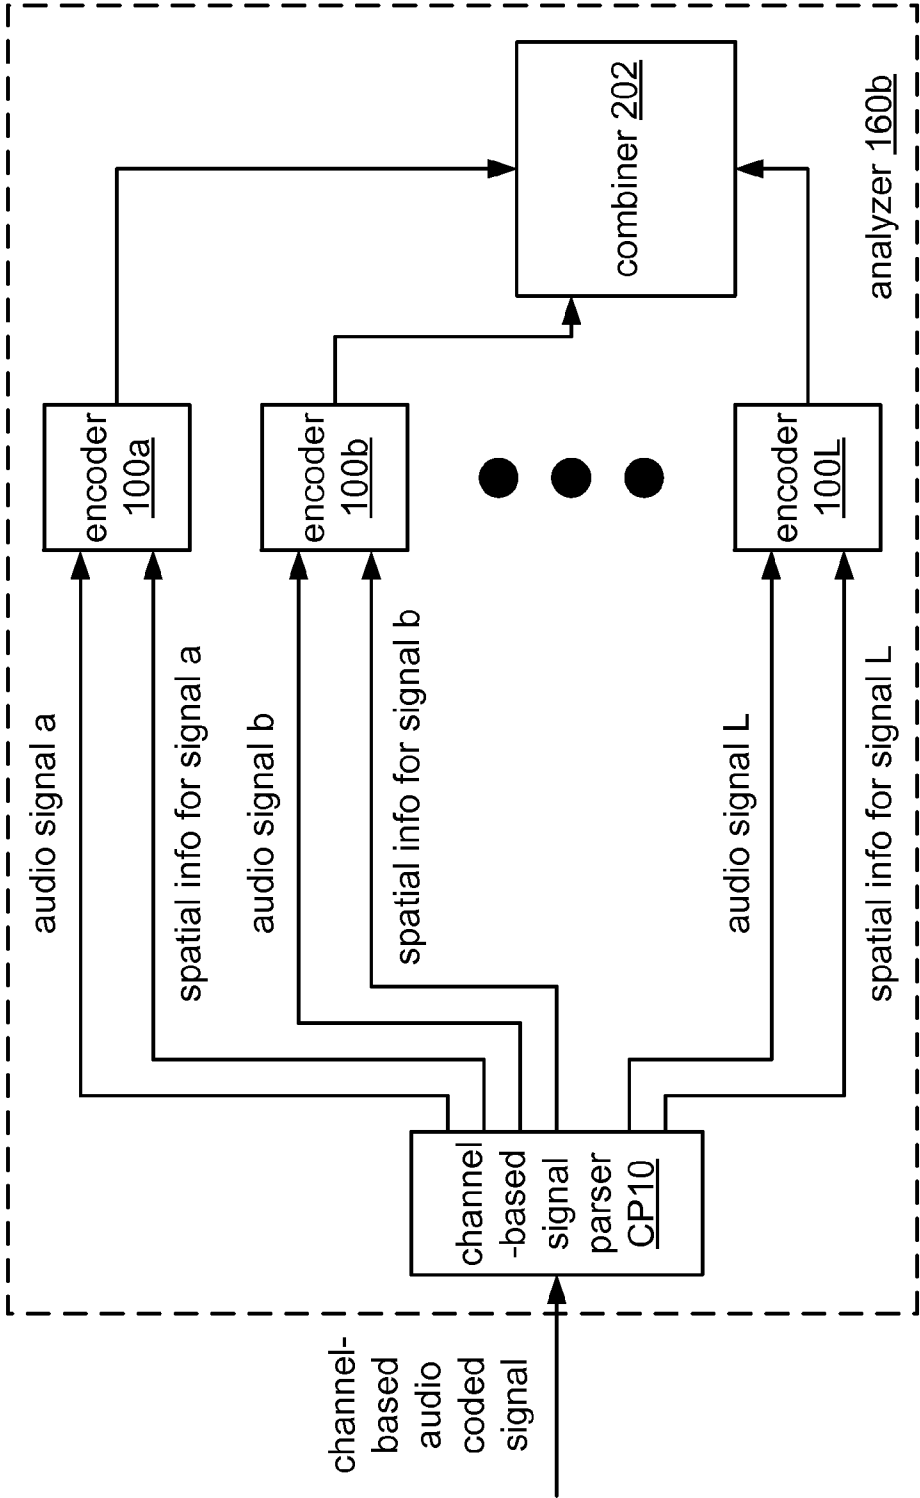 channel-
based
audio
coded
signal
channel
-based
signal
parser
CP10
audio signal a
spatial info for signal a
audio signal b
spatial info for signal b
audio signal L
spatial info for signal L
encoder
100a
encoder
100b
encoder
100L
combiner 202
analyzer 160b